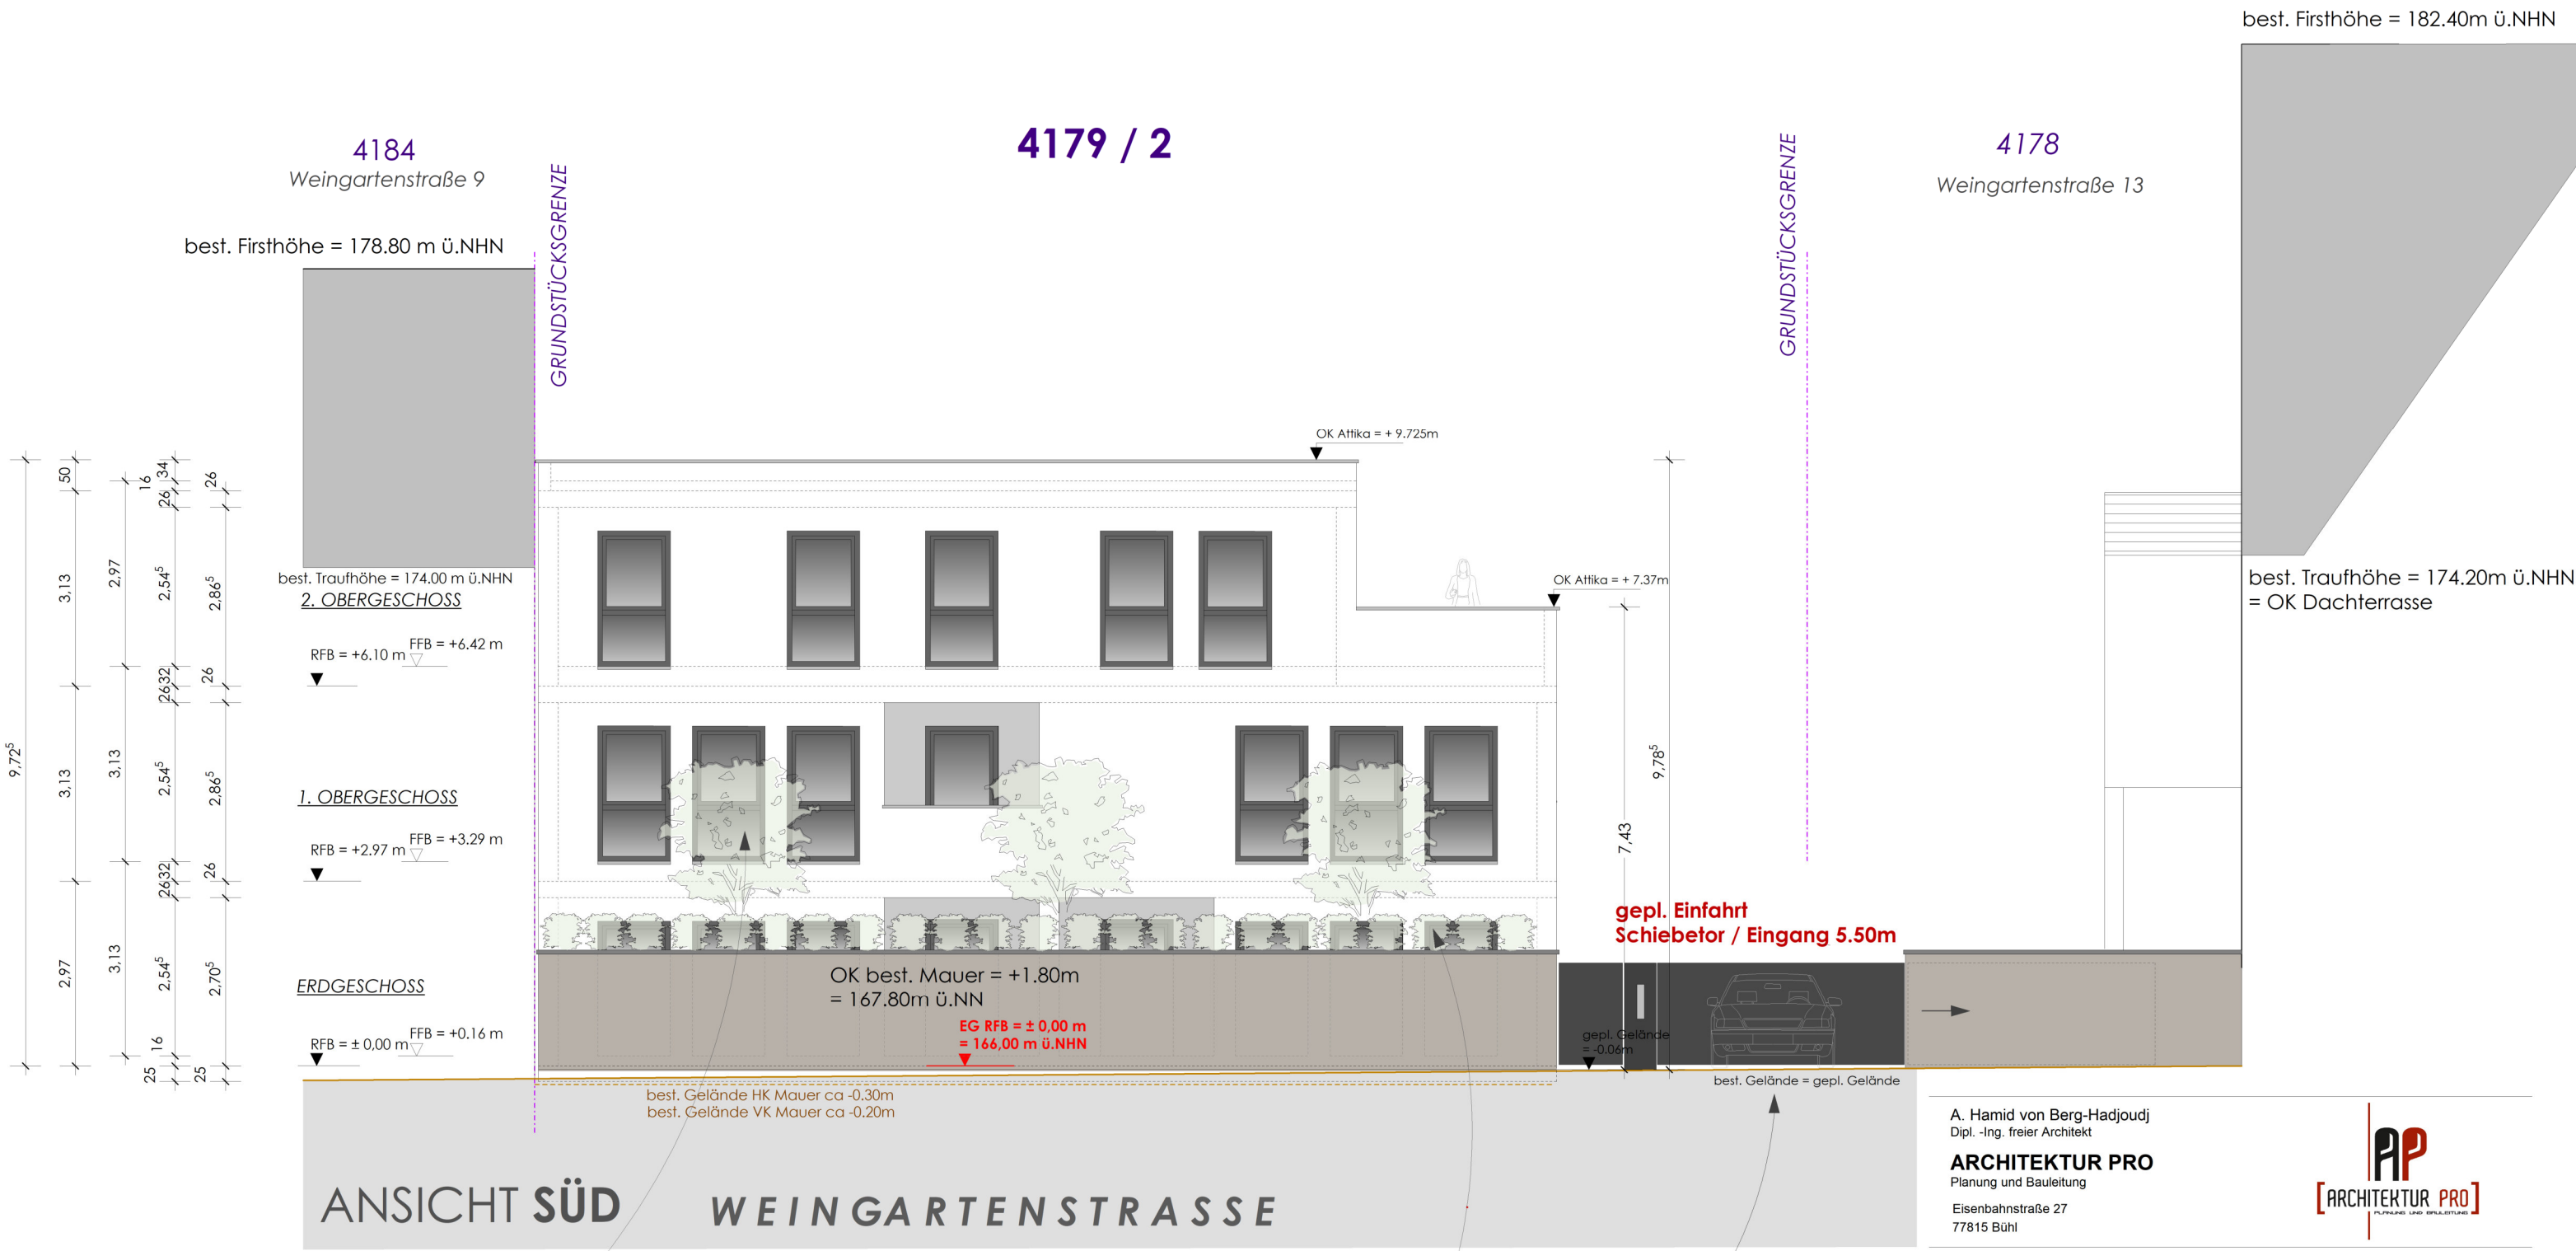 best. Firsthöhe = 182.40m ü.NHN
4184
Weingartenstraße 9
GRUNDSTÜCKSGRENZE
4179 / 2
GRUNDSTÜCKSGRENZE
4178
Weingartenstraße 13
best. Firsthöhe = 178.80 m ü.NHN
OK Attika = + 9.725m
best. Traufhöhe = 174.00 m ü.NHN
2. OBERGESCHOSS
FFB = +6.42 m
RFB = +6.10 m
OK Attika = + 7.37m
best. Traufhöhe = 174.20m ü.NHN
= OK Dachterrasse
1. OBERGESCHOSS
FFB = +3.29 m
RFB = +2.97 m
ERDGESCHOSS
FFB = +0.16 m
RFB = ± 0,00 m
9,72⁵
50
3,13
3,13
2,97
16
2,97
3,13
3,13
16
34
26
2,54⁵
32
26
2,54⁵
32
26
2,54⁵
25
26
2,86⁵
26
2,86⁵
26
2,70⁵
25
9,78⁵
7,43
gepl. Einfahrt
Schiebetor / Eingang 5.50m
OK best. Mauer = +1.80m
= 167.80m ü.NN
EG RFB = ± 0,00 m
= 166,00 m ü.NHN
gepl. Gelände
= -0.06m
best. Gelände HK Mauer ca -0.30m
best. Gelände VK Mauer ca -0.20m
best. Gelände = gepl. Gelände
ANSICHT SÜD
WEINGARTENSTRASSE
A. Hamid von Berg-Hadjoudj
Dipl. -Ing. freier Architekt
ARCHITEKTUR PRO
Planung und Bauleitung
Eisenbahnstraße 27
77815 Bühl
AP
[ARCHITEKTUR PRO]
PLANUNG UND BAULEITUNG